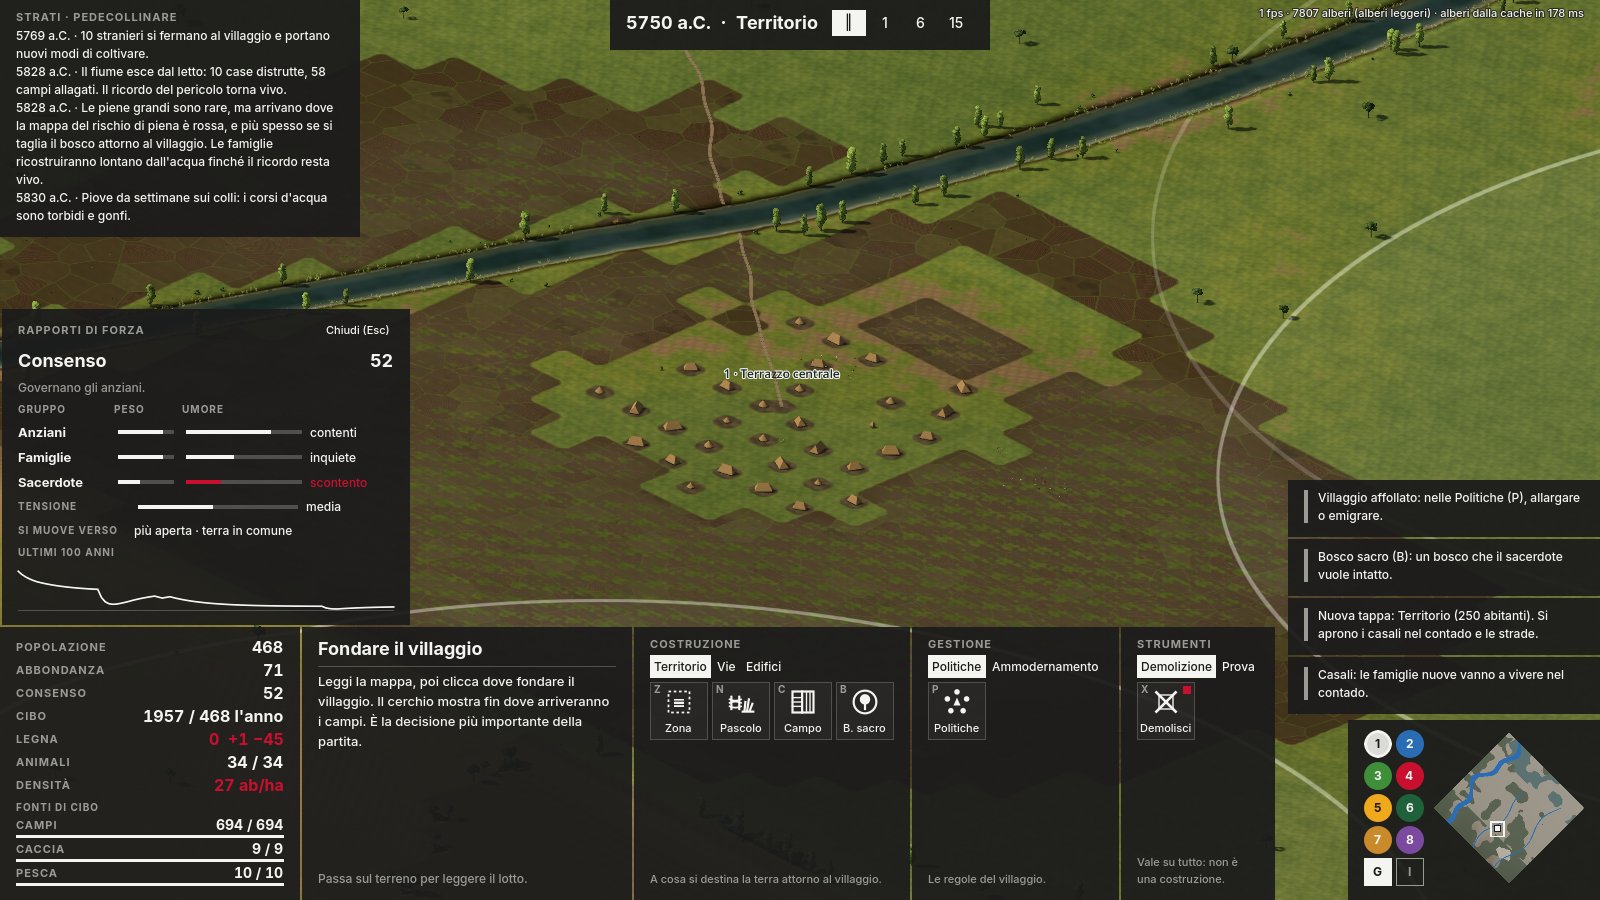 STRATI · PEDECOLLINARE
5769 a.C. · 10 stranieri si fermano al villaggio e portano
nuovi modi di coltivare.
5828 a.C. · Il fiume esce dal letto: 10 case distrutte, 58
campi allagati. Il ricordo del pericolo torna vivo.
5828 a.C. · Le piene grandi sono rare, ma arrivano dove
la mappa del rischio di piena è rossa, e più spesso se si
taglia il bosco attorno al villaggio. Le famiglie
ricostruiranno lontano dall'acqua finché il ricordo resta
vivo.
5830 a.C. · Piove da settimane sui colli: i corsi d'acqua
sono torbidi e gonfi.
5750 a.C. · Territorio
1 6 15
1 fps · 7807 alberi (alberi leggeri) · alberi dalla cache in 178 ms
1 · Terrazzo centrale
RAPPORTI DI FORZA Chiudi (Esc)
Consenso 52
Governano gli anziani.
GRUPPO PESO UMORE
Anziani contenti
Famiglie inquiete
Sacerdote scontento
TENSIONE media
SI MUOVE VERSO più aperta · terra in comune
ULTIMI 100 ANNI
Villaggio affollato: nelle Politiche (P), allargare
o emigrare.
Bosco sacro (B): un bosco che il sacerdote
vuole intatto.
Nuova tappa: Territorio (250 abitanti). Si
aprono i casali nel contado e le strade.
Casali: le famiglie nuove vanno a vivere nel
contado.
POPOLAZIONE 468
ABBONDANZA 71
CONSENSO 52
CIBO 1957 / 468 l'anno
LEGNA 0 +1 −45
ANIMALI 34 / 34
DENSITÀ 27 ab/ha
FONTI DI CIBO
CAMPI 694 / 694
CACCIA 9 / 9
PESCA 10 / 10
Fondare il villaggio
Leggi la mappa, poi clicca dove fondare il
villaggio. Il cerchio mostra fin dove arriveranno
i campi. È la decisione più importante della
partita.
Passa sul terreno per leggere il lotto.
COSTRUZIONE
Territorio Vie Edifici
Z N C B
Zona Pascolo Campo B. sacro
A cosa si destina la terra attorno al villaggio.
GESTIONE
Politiche Ammodernamento
P
Politiche
Le regole del villaggio.
STRUMENTI
Demolizione Prova
X
Demolisci
Vale su tutto: non è
una costruzione.
1 2
3 4
5 6
7 8
G I